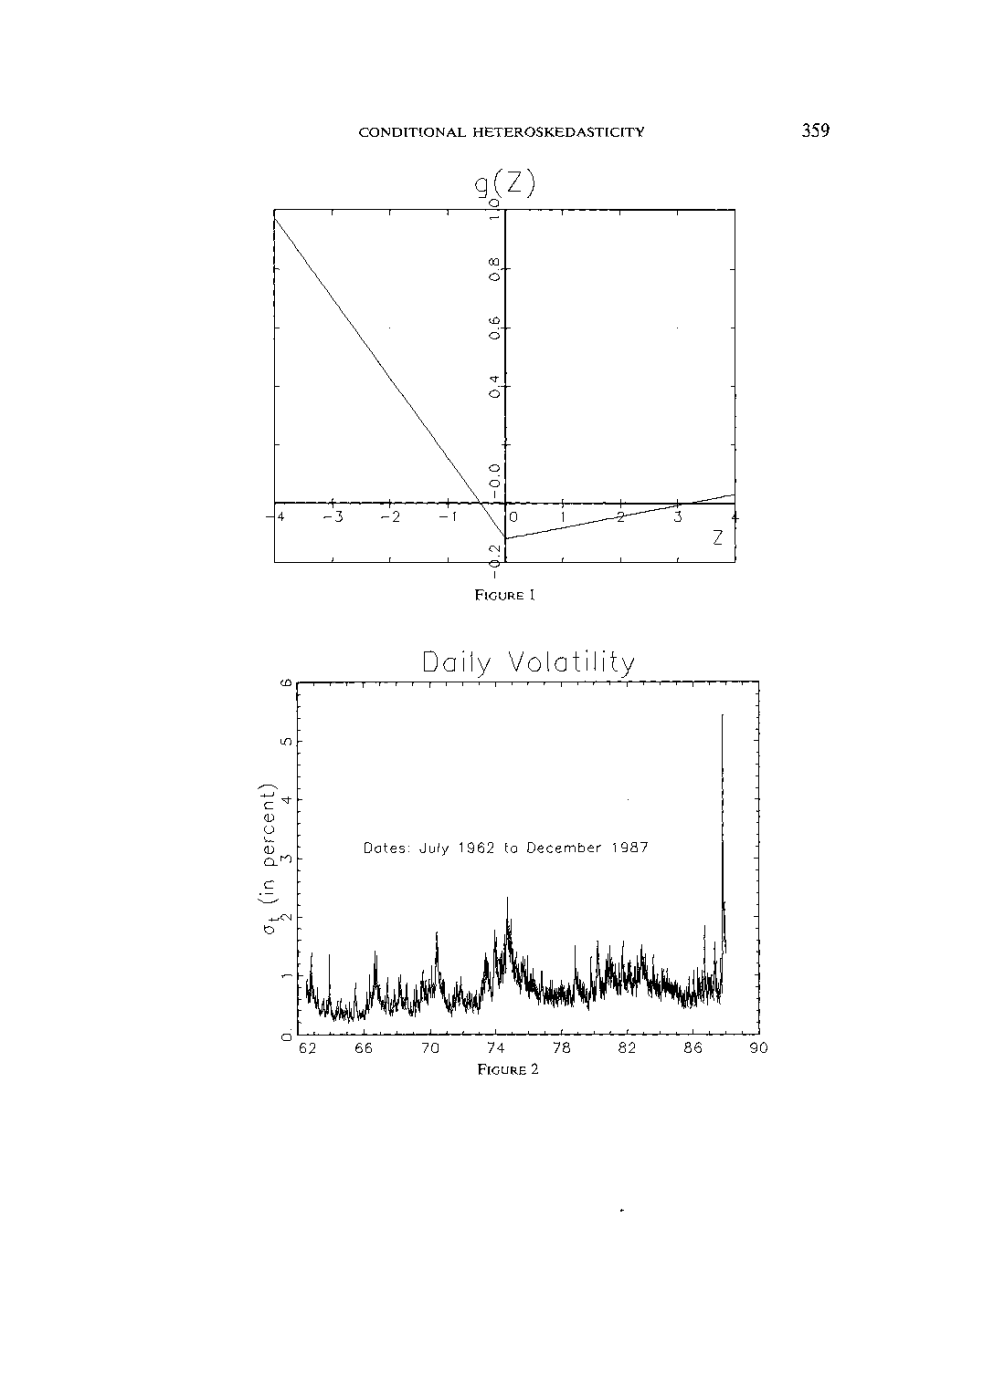 CONDITIONAL HETEROSKEDASTICITY 359
g(Z)
1.0
0.8
0.6
0.4
-0.0
-4 -3 -2 -1 0 1 2 3 4
Z
-0.2
FIGURE 1
Daily Volatility
6
5
4
3
2
1
0
σt (in percent)
Dates: July 1962 to December 1987
62 66 70 74 78 82 86 90
FIGURE 2